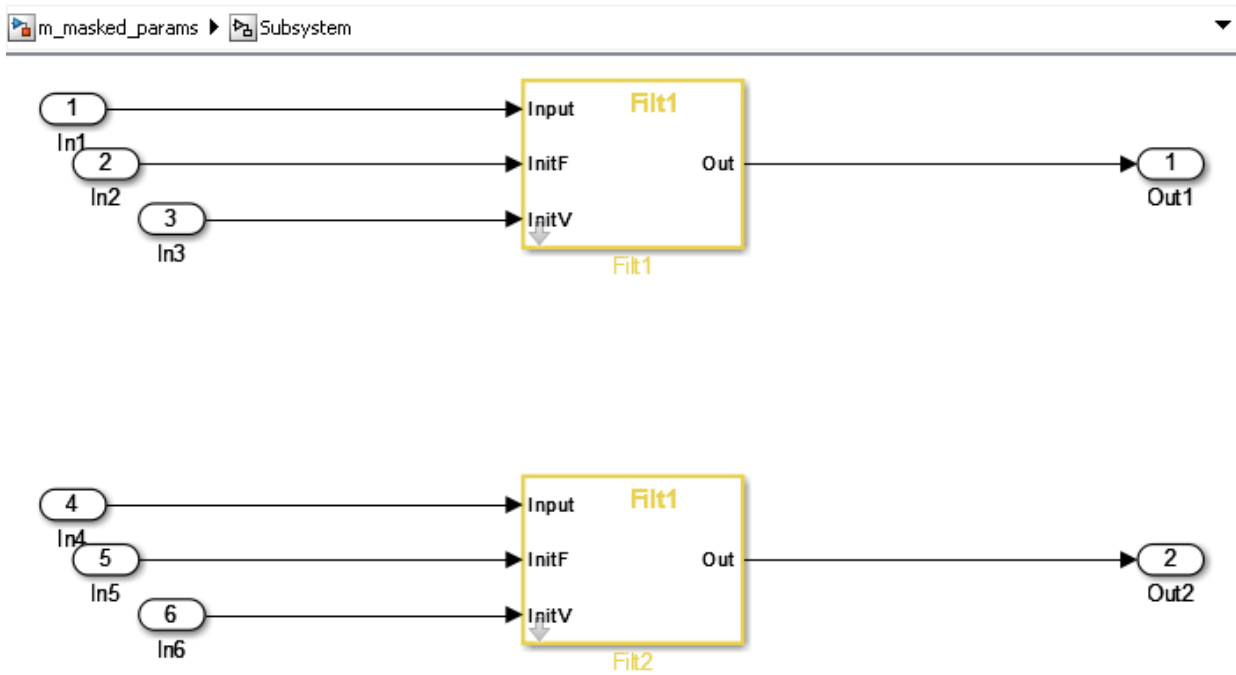 m_masked_params Subsystem
1 Input Filt1
In1
2 InitF Out 1
In2 Out1
3 InitV
In3
Filt1
4 Input Filt1
In4
5 InitF Out 2
In5 Out2
6 InitV
In6
Filt2